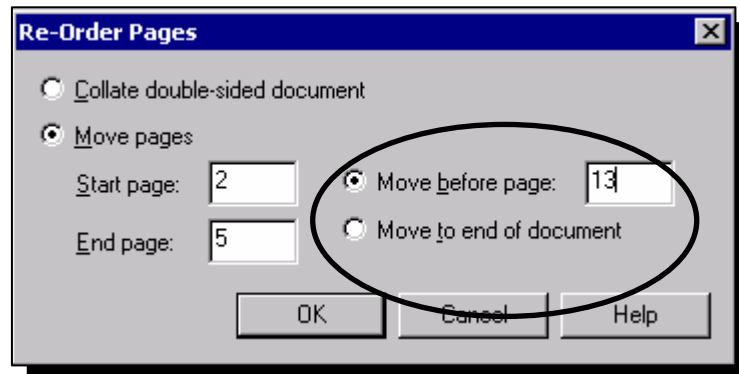 Re-Order Pages
Collate double-sided document
Move pages
Start page: 2 Move before page: 13
End page: 5 Move to end of document
OK Cancel Help